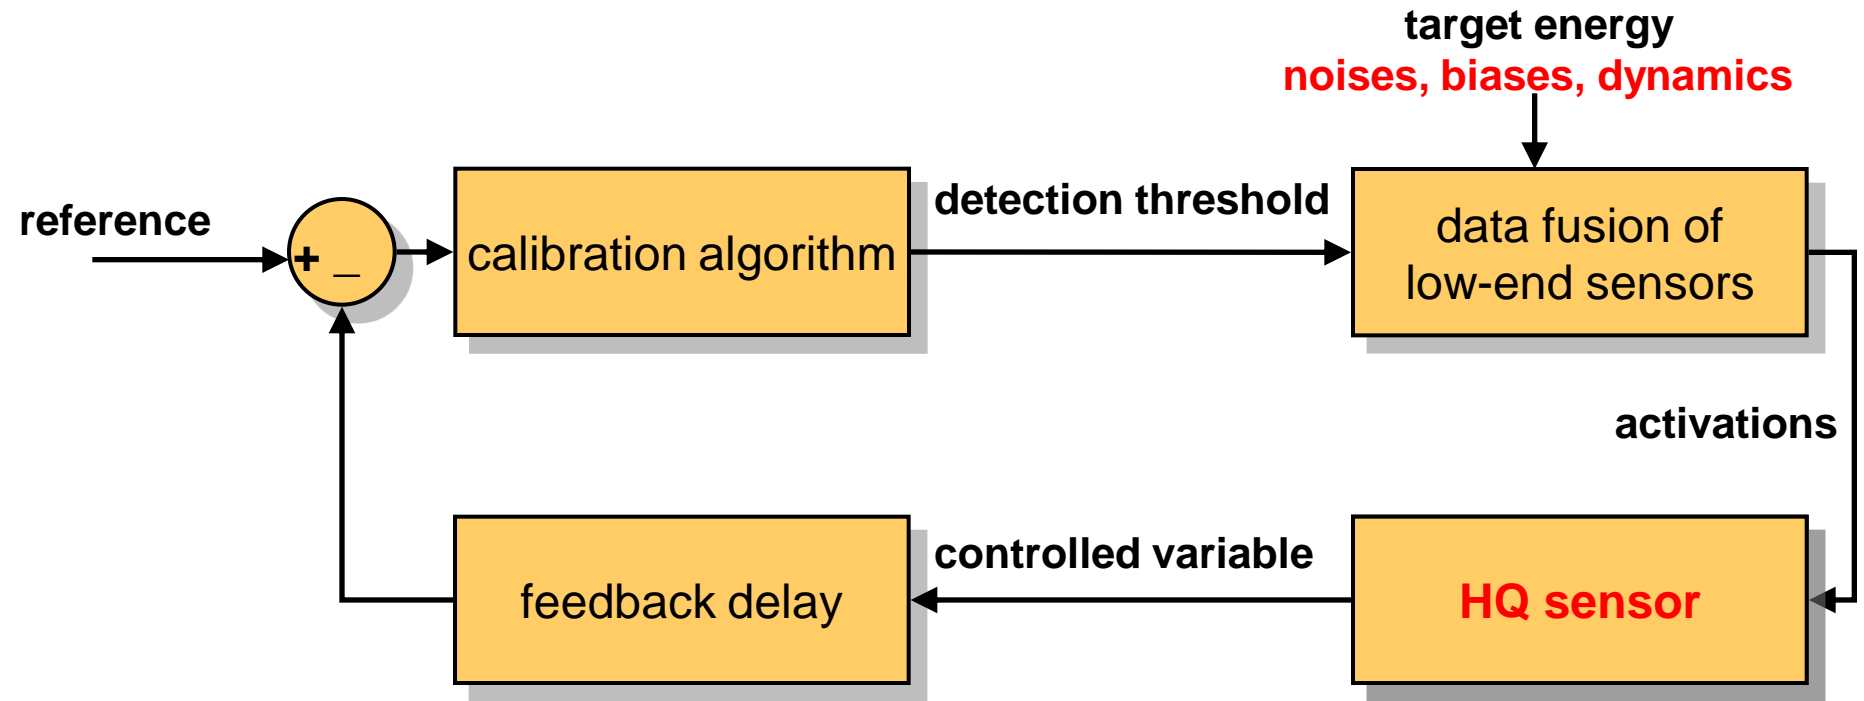 target energy
noises, biases, dynamics
reference
+ _
calibration algorithm
detection threshold
data fusion of
low-end sensors
activations
feedback delay
controlled variable
HQ sensor